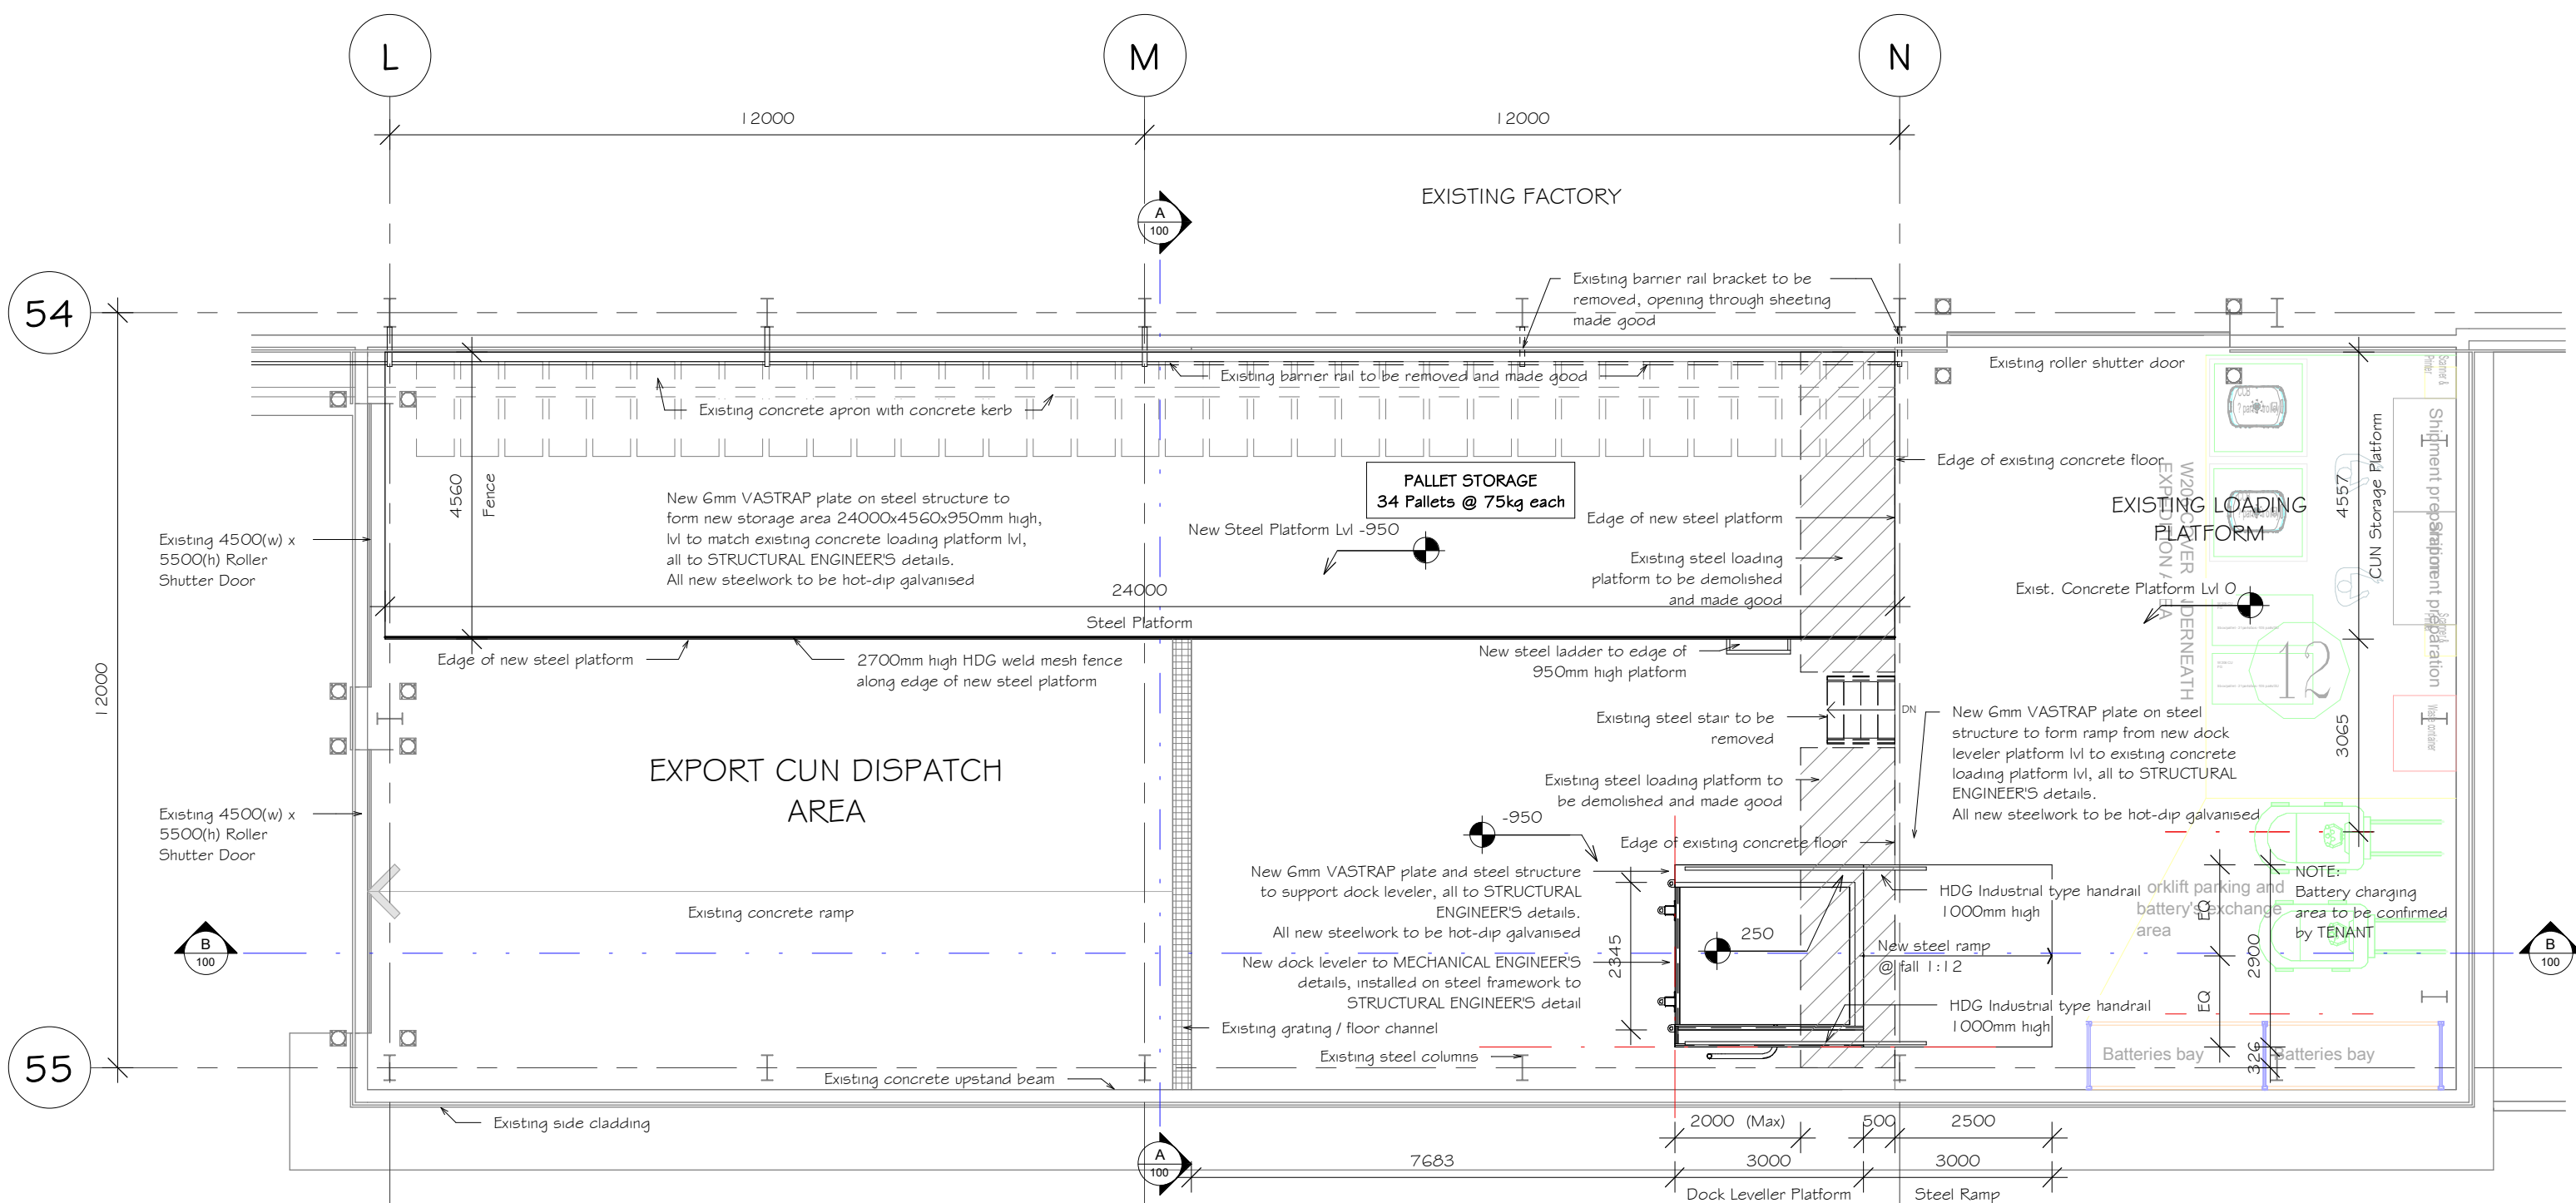 L
M
N
12000
12000
EXISTING FACTORY
A
100
54
Existing barrier rail bracket to be
removed, opening through sheeting
made good
Existing roller shutter door
Existing barrier rail to be removed and made good
Existing concrete apron with concrete kerb
Scanner &
Printer
Shipment preparation
CUN Storage Platform
4557
Edge of existing concrete floor
EXISTING LOADING
PLATFORM
EXPEDITION
UNDERNEATH
PALLET STORAGE
34 Pallets @ 75kg each
4560
Fence
New 6mm VASTRAP plate on steel structure to
form new storage area 24000x4560x950mm high,
lvl to match existing concrete loading platform lvl,
all to STRUCTURAL ENGINEER'S details.
All new steelwork to be hot-dip galvanised
New Steel Platform Lvl -950
Edge of new steel platform
Existing steel loading
platform to be demolished
and made good
Existing 4500(w) x
5500(h) Roller
Shutter Door
Exist. Concrete Platform Lvl 0
24000
Steel Platform
Shipment preparation
12
Edge of new steel platform
2700mm high HDG weld mesh fence
along edge of new steel platform
New steel ladder to edge of
950mm high platform
12000
Existing steel stair to be
removed
DN
New 6mm VASTRAP plate on steel
structure to form ramp from new dock
leveler platform lvl to existing concrete
loading platform lvl, all to STRUCTURAL
ENGINEER'S details.
All new steelwork to be hot-dip galvanised
3065
Waste container
EXPORT CUN DISPATCH
AREA
Existing steel loading platform to
be demolished and made good
-950
Existing 4500(w) x
5500(h) Roller
Shutter Door
Edge of existing concrete floor
New 6mm VASTRAP plate and steel structure
to support dock leveler, all to STRUCTURAL
ENGINEER'S details.
All new steelwork to be hot-dip galvanised
HDG Industrial type handrail
1000mm high
orklift parking and
battery's exchange
area
NOTE:
Battery charging
area to be confirmed
by TENANT
EQ
2900
EQ
326
Existing concrete ramp
250
2345
New steel ramp
@ fall 1:12
B
100
B
100
New dock leveler to MECHANICAL ENGINEER'S
details, installed on steel framework to
STRUCTURAL ENGINEER'S detail
HDG Industrial type handrail
1000mm high
Existing grating / floor channel
Existing steel columns
Batteries bay
Batteries bay
55
Existing concrete upstand beam
Existing side cladding
2000 (Max)
500
2500
A
100
7683
3000
3000
Dock Leveller Platform
Steel Ramp